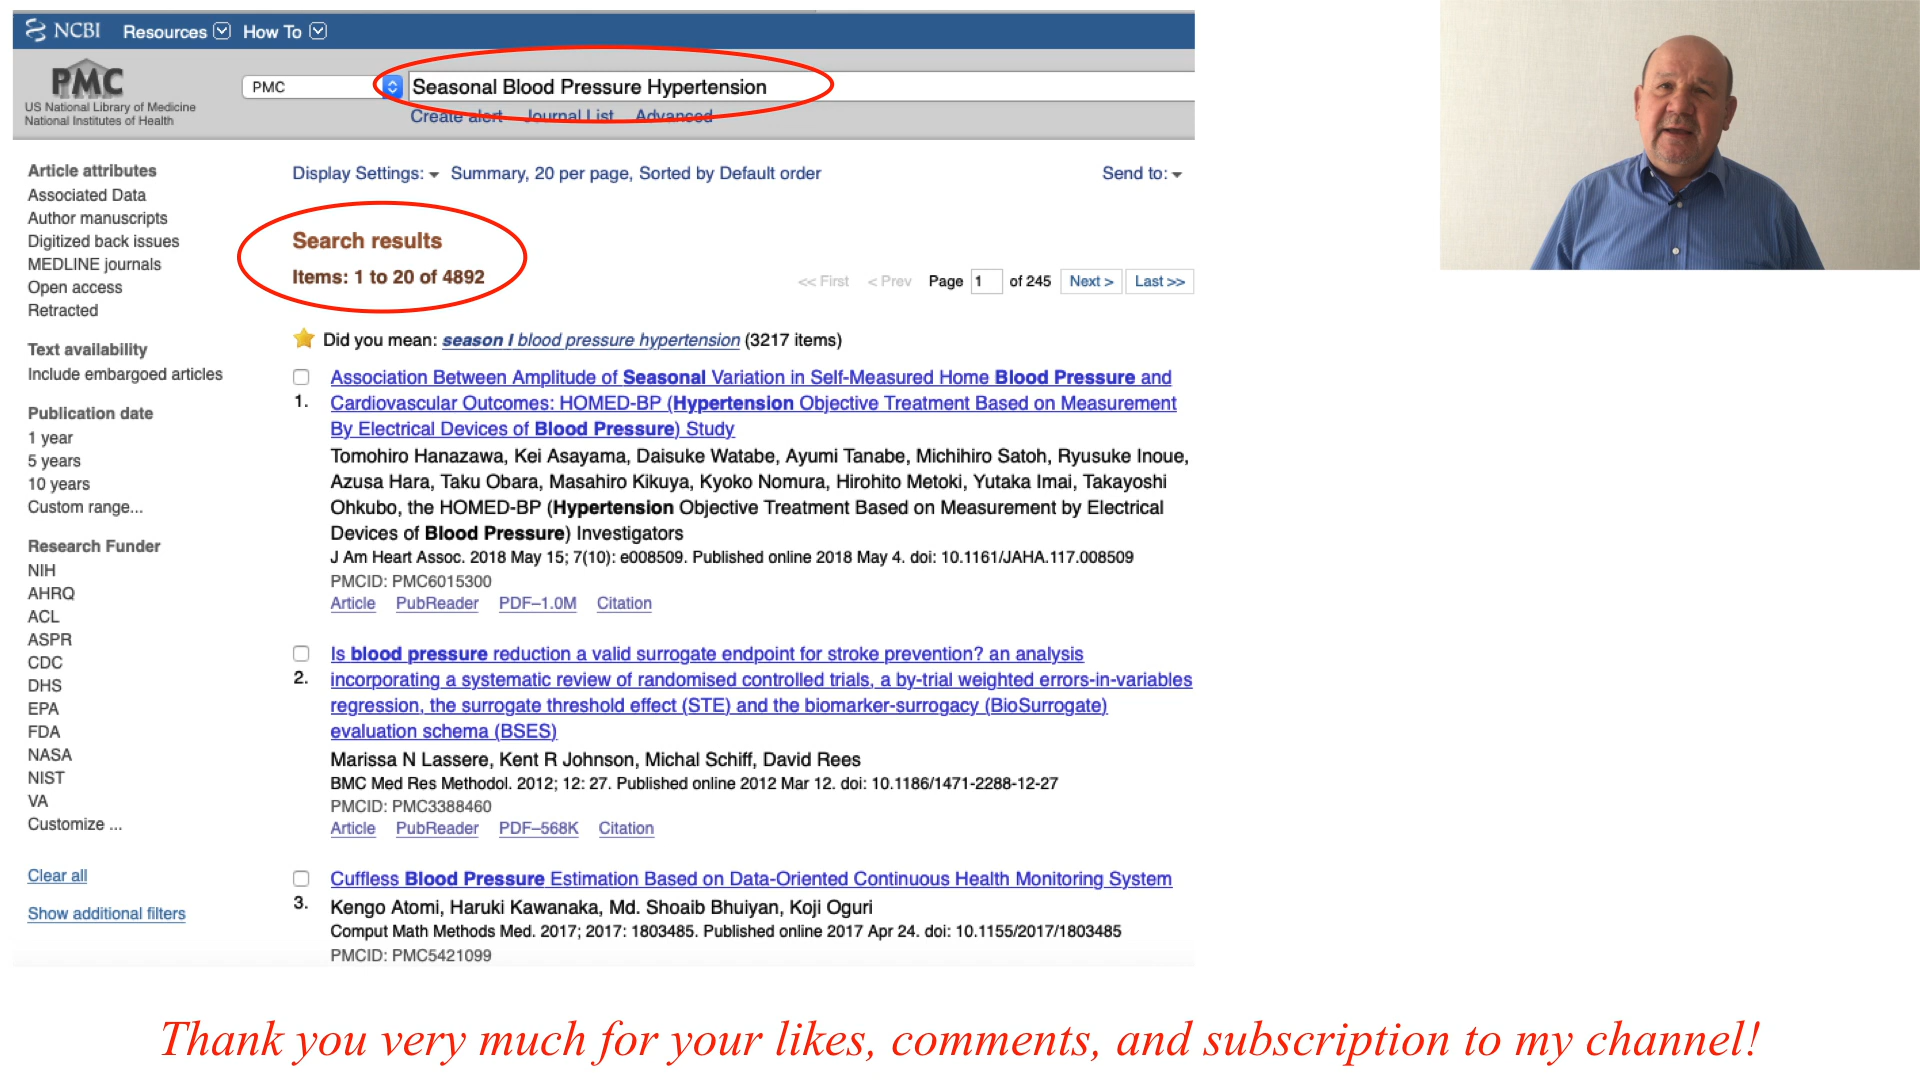 NCBI Resources How To
PMC
US National Library of Medicine
National Institutes of Health
PMC
Seasonal Blood Pressure Hypertension
Create alert Journal List Advanced
Article attributes
Associated Data
Author manuscripts
Digitized back issues
MEDLINE journals
Open access
Retracted
Text availability
Include embargoed articles
Publication date
1 year
5 years
10 years
Custom range...
Research Funder
NIH
AHRQ
ACL
ASPR
CDC
DHS
EPA
FDA
NASA
NIST
VA
Customize ...
Clear all
Show additional filters
Display Settings: Summary, 20 per page, Sorted by Default order
Send to:
Search results
Items: 1 to 20 of 4892
<< First < Prev Page 1 of 245 Next > Last >>
Did you mean: season l blood pressure hypertension (3217 items)
Association Between Amplitude of Seasonal Variation in Self-Measured Home Blood Pressure and
1. Cardiovascular Outcomes: HOMED-BP (Hypertension Objective Treatment Based on Measurement
By Electrical Devices of Blood Pressure) Study
Tomohiro Hanazawa, Kei Asayama, Daisuke Watabe, Ayumi Tanabe, Michihiro Satoh, Ryusuke Inoue,
Azusa Hara, Taku Obara, Masahiro Kikuya, Kyoko Nomura, Hirohito Metoki, Yutaka Imai, Takayoshi
Ohkubo, the HOMED-BP (Hypertension Objective Treatment Based on Measurement by Electrical
Devices of Blood Pressure) Investigators
J Am Heart Assoc. 2018 May 15; 7(10): e008509. Published online 2018 May 4. doi: 10.1161/JAHA.117.008509
PMCID: PMC6015300
Article PubReader PDF–1.0M Citation
Is blood pressure reduction a valid surrogate endpoint for stroke prevention? an analysis
2. incorporating a systematic review of randomised controlled trials, a by-trial weighted errors-in-variables
regression, the surrogate threshold effect (STE) and the biomarker-surrogacy (BioSurrogate)
evaluation schema (BSES)
Marissa N Lassere, Kent R Johnson, Michal Schiff, David Rees
BMC Med Res Methodol. 2012; 12: 27. Published online 2012 Mar 12. doi: 10.1186/1471-2288-12-27
PMCID: PMC3388460
Article PubReader PDF–568K Citation
Cuffless Blood Pressure Estimation Based on Data-Oriented Continuous Health Monitoring System
3. Kengo Atomi, Haruki Kawanaka, Md. Shoaib Bhuiyan, Koji Oguri
Comput Math Methods Med. 2017; 2017: 1803485. Published online 2017 Apr 24. doi: 10.1155/2017/1803485
PMCID: PMC5421099
Thank you very much for your likes, comments, and subscription to my channel!